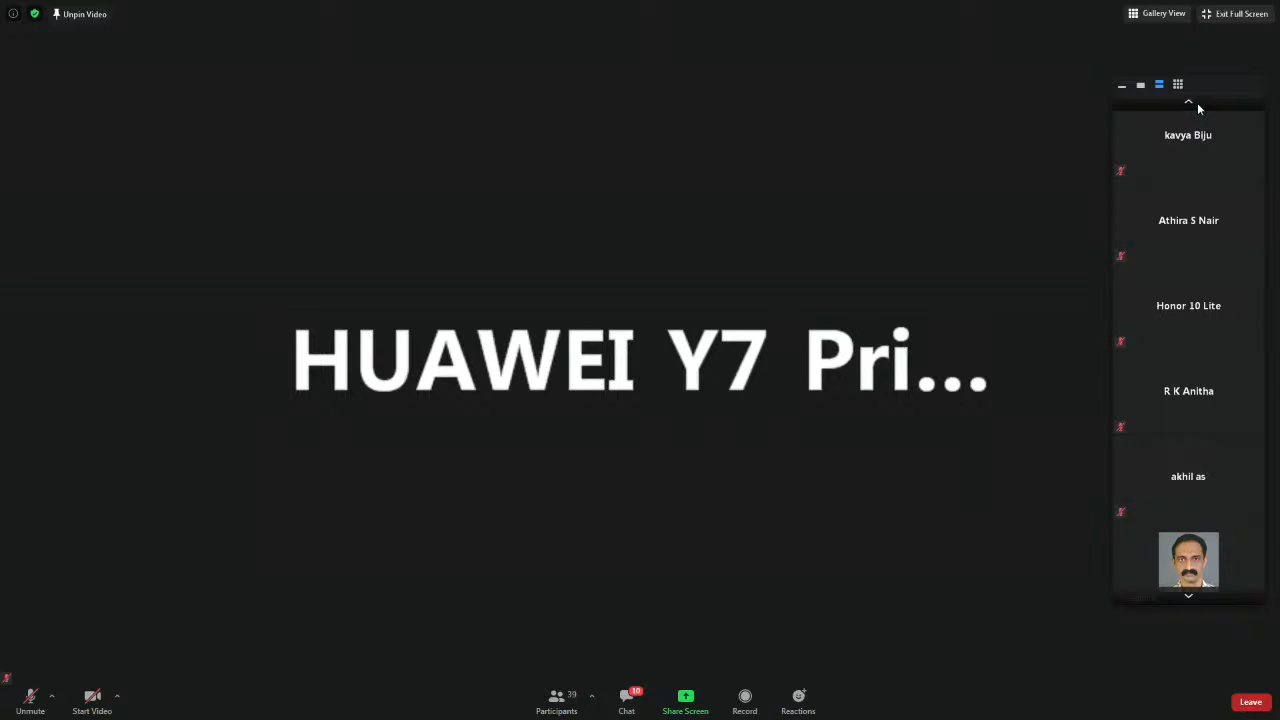 Unpin Video
Gallery View
Exit Full Screen
kavya Biju
Athira S Nair
Honor 10 Lite
R K Anitha
akhil as
HUAWEI Y7 Pri...
Unmute
Start Video
39
Participants
10
Chat
Share Screen
Record
Reactions
Leave